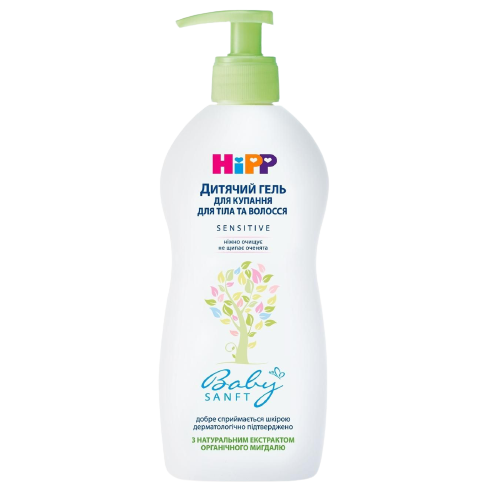 HiPP
ДИТЯЧИЙ ГЕЛЬ
ДЛЯ КУПАННЯ
ДЛЯ ТІЛА ТА ВОЛОССЯ
SENSITIVE
ніжно очищує
не щипає оченята
Baby
SANFT
добре сприймається шкірою
дерматологічно підтверджено
З НАТУРАЛЬНИМ ЕКСТРАКТОМ
ОРГАНІЧНОГО МИГДАЛЮ